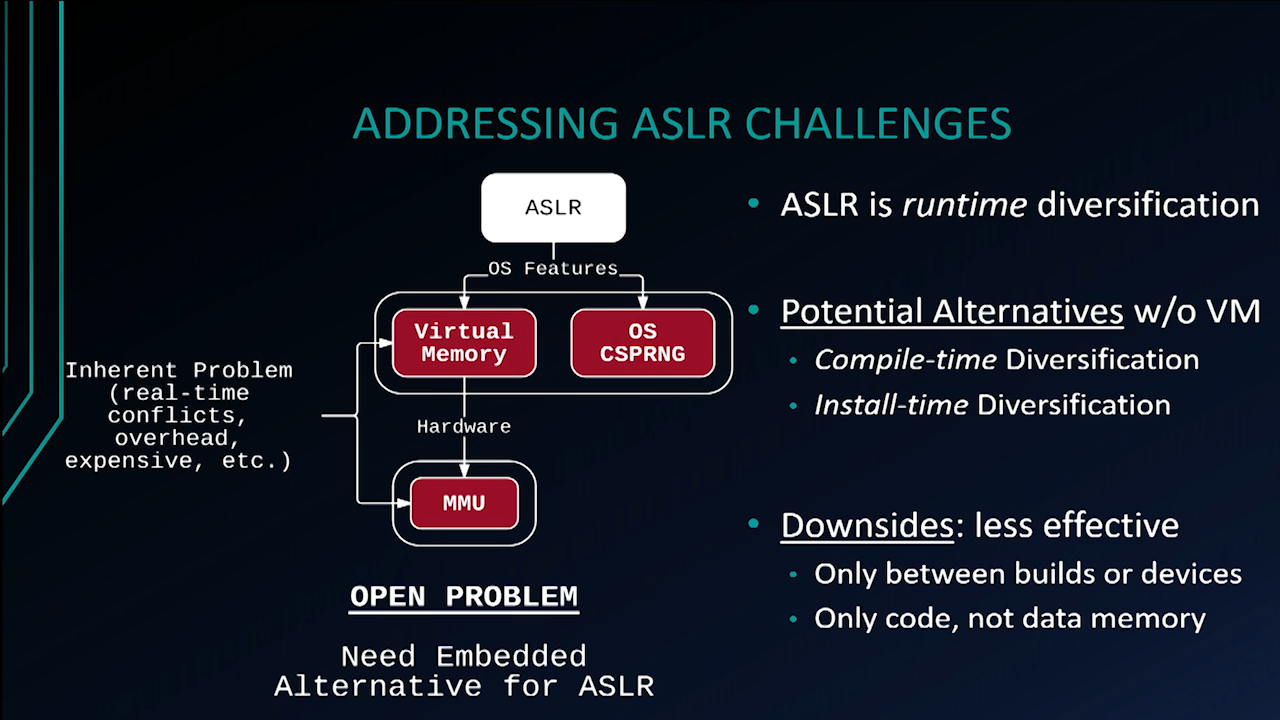 ADDRESSING ASLR CHALLENGES
ASLR
OS Features
Virtual
Memory
OS
CSPRNG
Inherent Problem
(real-time
conflicts,
overhead,
expensive, etc.)
Hardware
MMU
OPEN PROBLEM
Need Embedded
Alternative for ASLR
• ASLR is runtime diversification
• Potential Alternatives w/o VM
• Compile-time Diversification
• Install-time Diversification
• Downsides: less effective
• Only between builds or devices
• Only code, not data memory